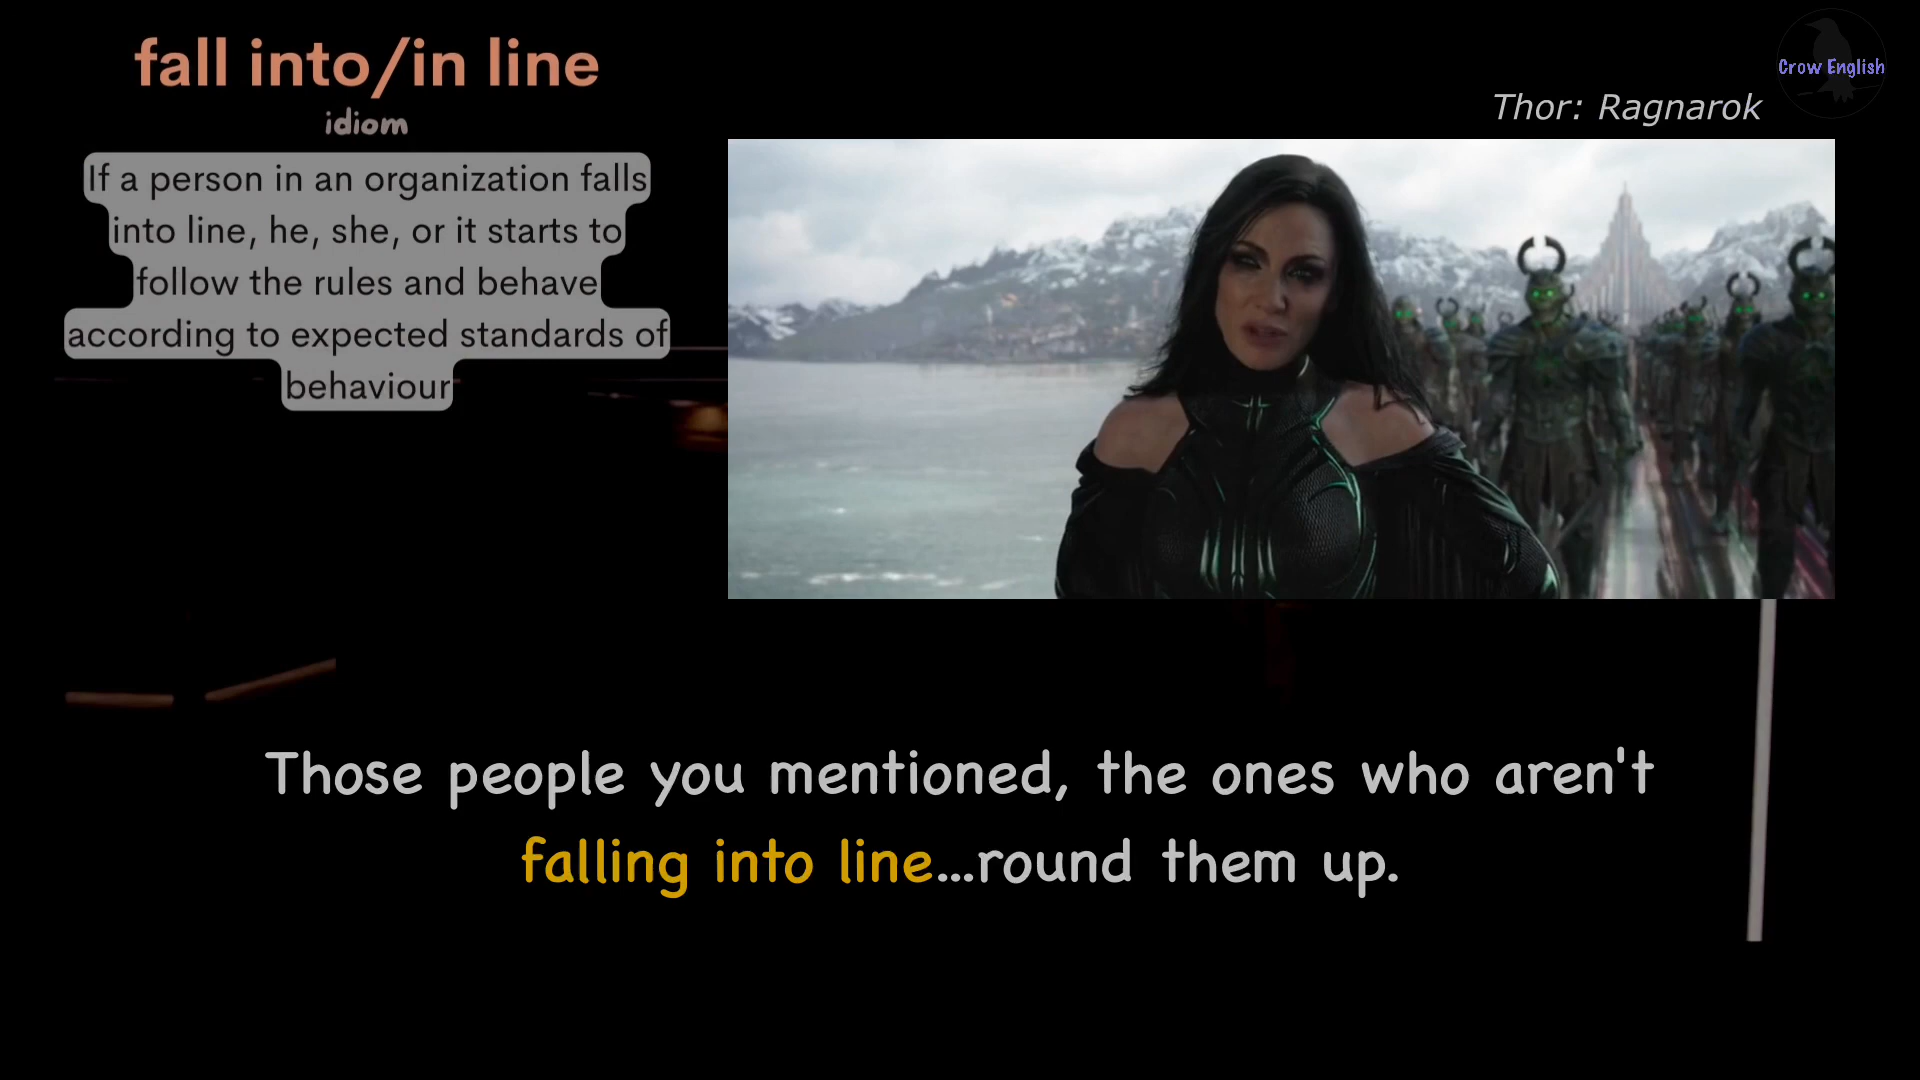 fall into/in line
idiom
If a person in an organization falls
into line, he, she, or it starts to
follow the rules and behave
according to expected standards of
behaviour
Crow English
Thor: Ragnarok
Those people you mentioned, the ones who aren't
falling into line...round them up.